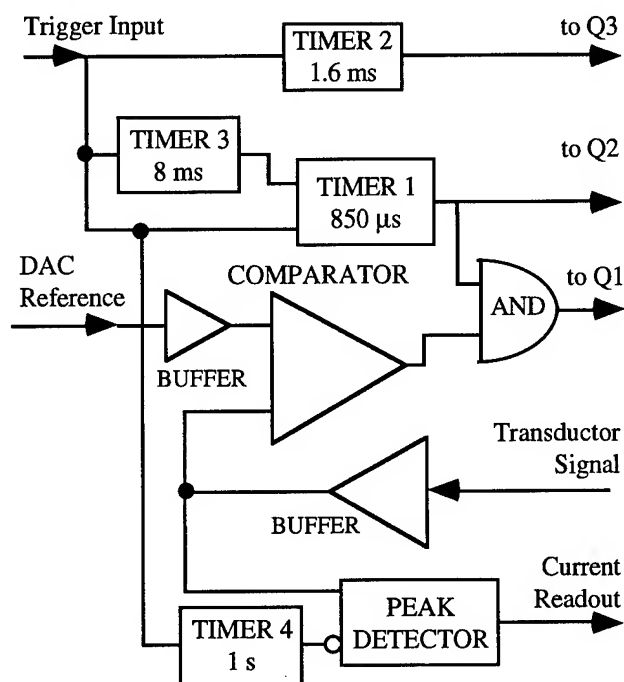 Trigger Input
TIMER 2
1.6 ms
to Q3
TIMER 3
8 ms
TIMER 1
850 µs
to Q2
DAC
Reference
COMPARATOR
BUFFER
AND
to Q1
Transductor
Signal
BUFFER
Current
Readout
TIMER 4
1 s
PEAK
DETECTOR